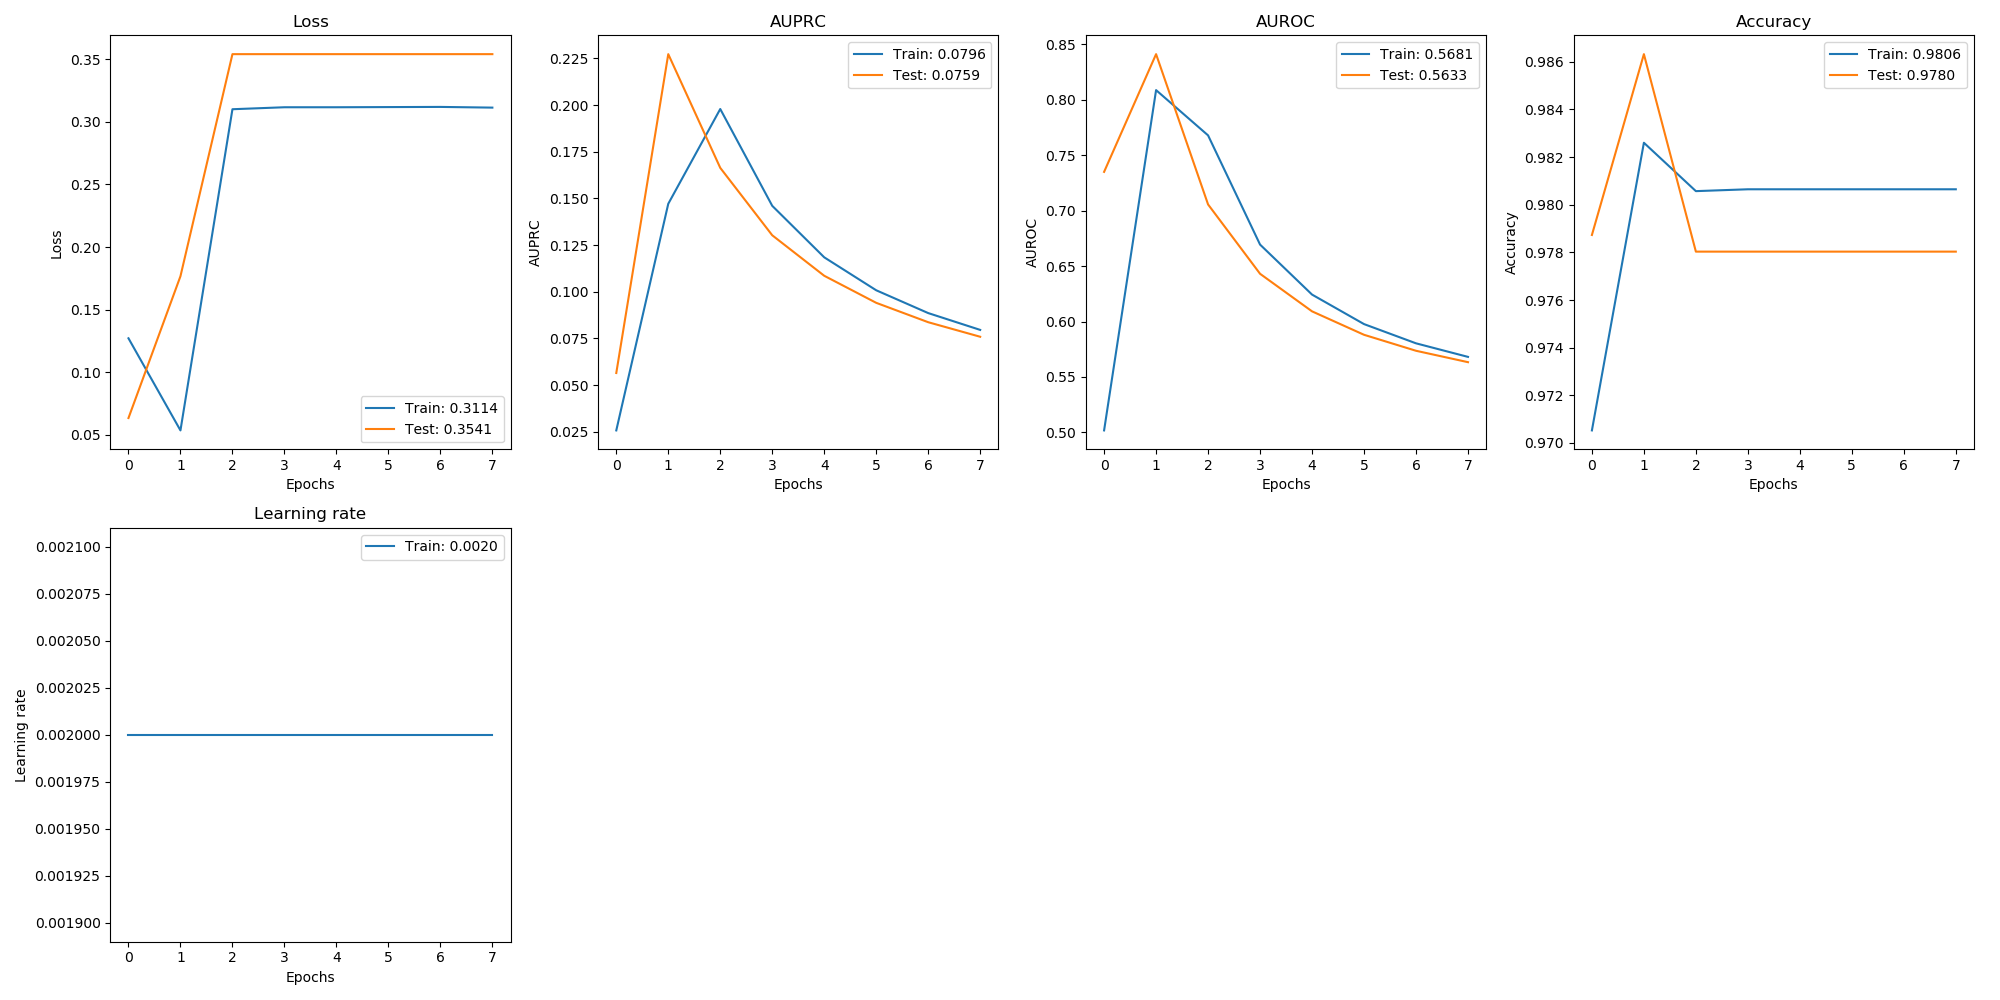 Loss
0.35
0.30
0.25
0.20
0.15
0.10
0.05
Loss
Train: 0.3114
Test: 0.3541
0 1 2 3 4 5 6 7
Epochs
AUPRC
0.225
0.200
0.175
0.150
0.125
0.100
0.075
0.050
0.025
AUPRC
Train: 0.0796
Test: 0.0759
0 1 2 3 4 5 6 7
Epochs
AUROC
0.85
0.80
0.75
0.70
0.65
0.60
0.55
0.50
AUROC
Train: 0.5681
Test: 0.5633
0 1 2 3 4 5 6 7
Epochs
Accuracy
0.986
0.984
0.982
0.980
0.978
0.976
0.974
0.972
0.970
Accuracy
Train: 0.9806
Test: 0.9780
0 1 2 3 4 5 6 7
Epochs
Learning rate
0.002100
0.002075
0.002050
0.002025
0.002000
0.001975
0.001950
0.001925
0.001900
Learning rate
Train: 0.0020
0 1 2 3 4 5 6 7
Epochs